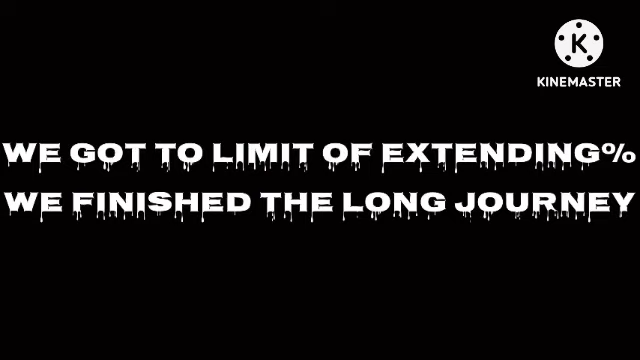 KINEMASTER
WE GOT TO LIMIT OF EXTENDING%
WE FINISHED THE LONG JOURNEY